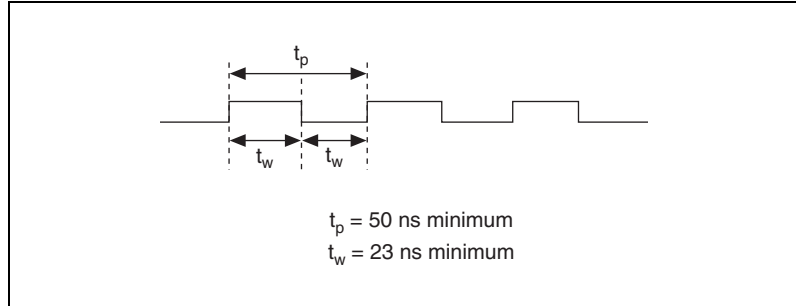 tp
tw tw
tp = 50 ns minimum
tw = 23 ns minimum